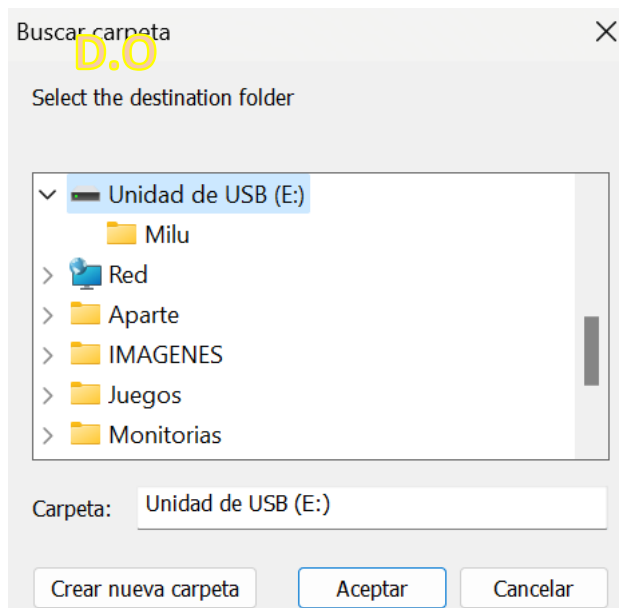 Buscar carpeta
D.O
Select the destination folder
Unidad de USB (E:)
Milu
Red
Aparte
IMAGENES
Juegos
Monitorias
Carpeta: Unidad de USB (E:)
Crear nueva carpeta Aceptar Cancelar